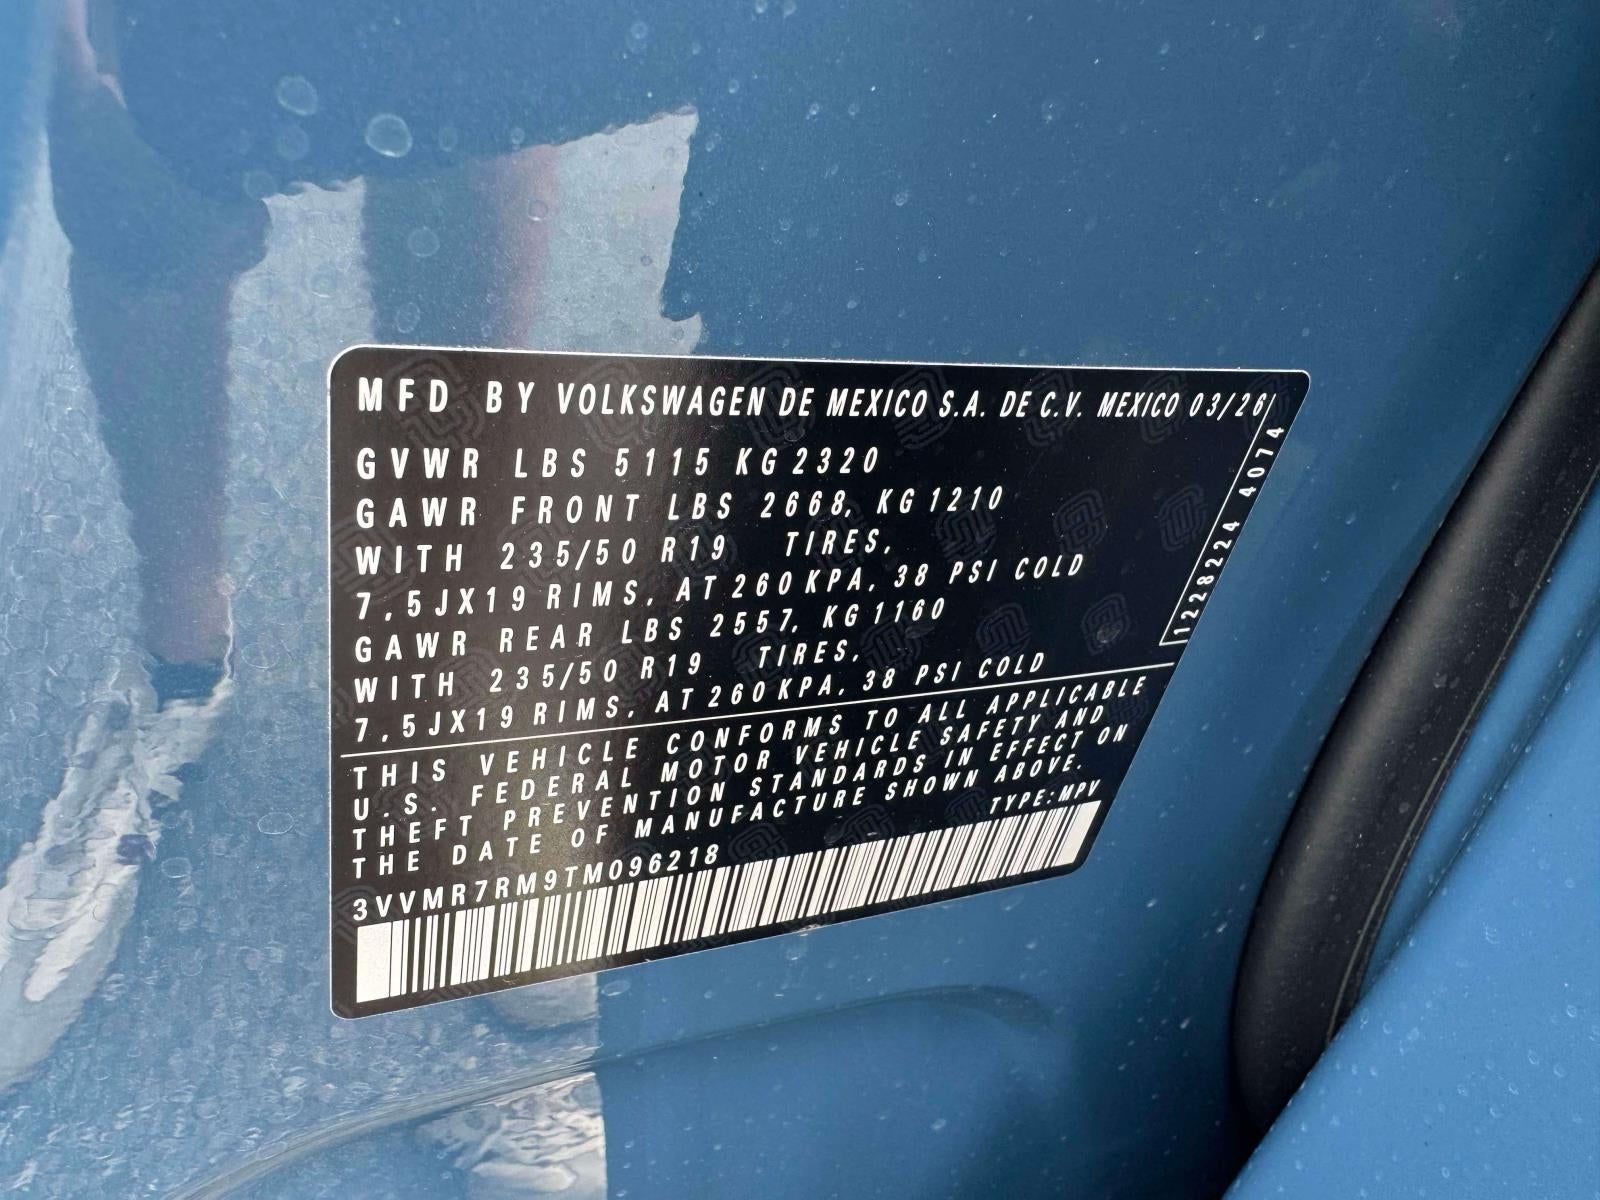 MFD BY VOLKSWAGEN DE MEXICO S.A. DE C.V. MEXICO 03/26
GVWR LBS 5115 KG 2320
GAWR FRONT LBS 2668, KG 1210
WITH 235/50 R19 TIRES,
7,5JX19 RIMS, AT 260 KPA, 38 PSI COLD
GAWR REAR LBS 2557, KG 1160
WITH 235/50 R19 TIRES,
7,5JX19 RIMS, AT 260 KPA, 38 PSI COLD
1228224 4074
THIS VEHICLE CONFORMS TO ALL APPLICABLE
U.S. FEDERAL MOTOR VEHICLE SAFETY AND
THEFT PREVENTION STANDARDS IN EFFECT ON
THE DATE OF MANUFACTURE SHOWN ABOVE.
TYPE:MPV
3VVMR7RM9TM096218